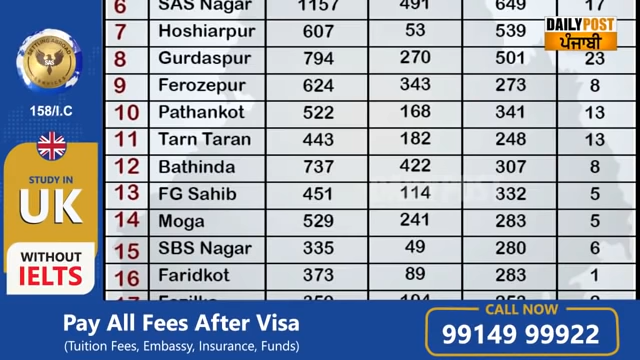 6 SAS Nagar 1157 491 649 17
7 Hoshiarpur 607 53 539
8 Gurdaspur 794 270 501 23
9 Ferozepur 624 343 273 8
10 Pathankot 522 168 341 13
11 Tarn Taran 443 182 248 13
12 Bathinda 737 422 307 8
13 FG Sahib 451 114 332 5
14 Moga 529 241 283 5
15 SBS Nagar 335 49 280 6
16 Faridkot 373 89 283 1
DAILY POST
ਪੰਜਾਬੀ
SETTLING ABROAD
SAS
SERVICES
158/I.C
STUDY IN
UK
WITHOUT
IELTS
Pay All Fees After Visa
(Tuition Fees, Embassy, Insurance, Funds)
CALL NOW
99149 99922